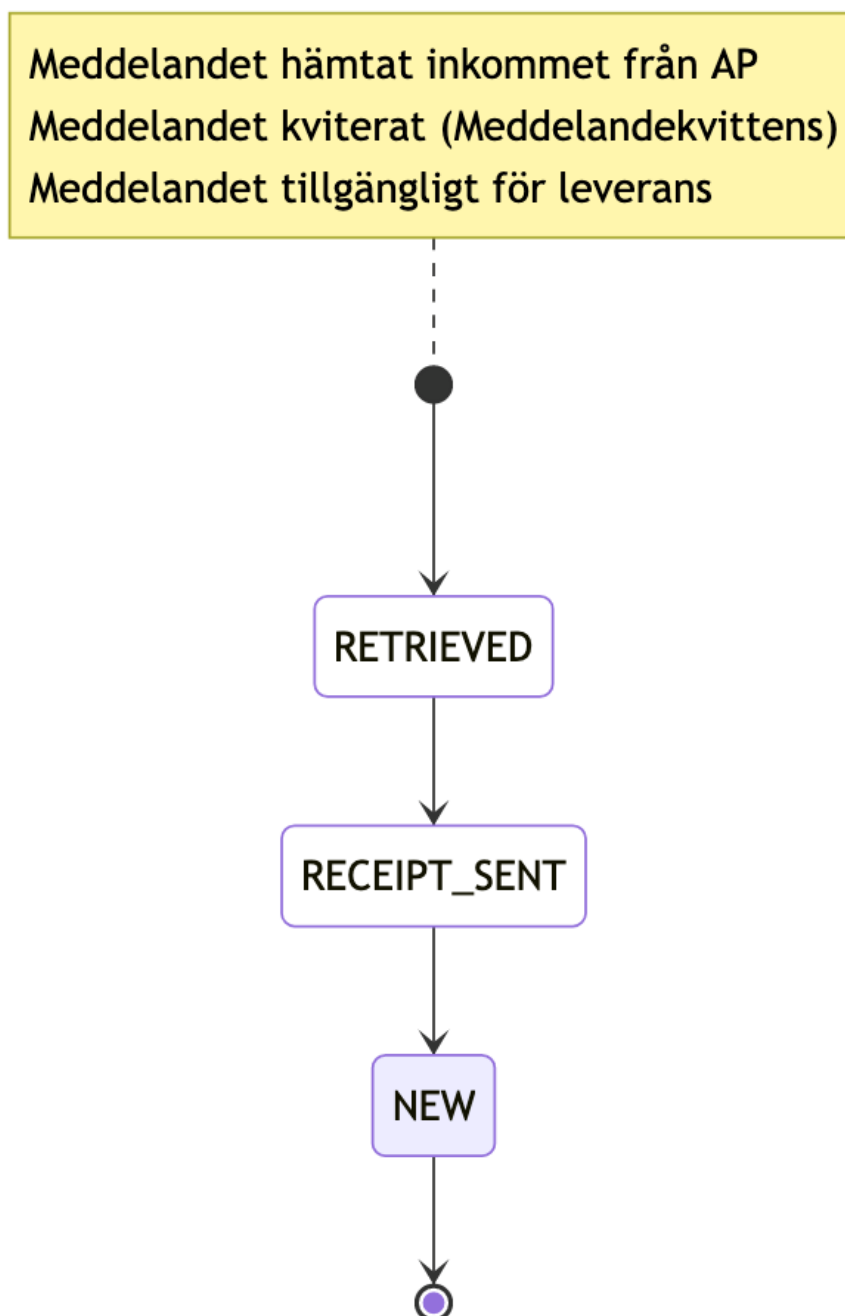 Meddelandet hämtat inkommet från AP
Meddelandet kviterat (Meddelandekvittens)
Meddelandet tillgängligt för leverans
RETRIEVED
RECEIPT_SENT
NEW